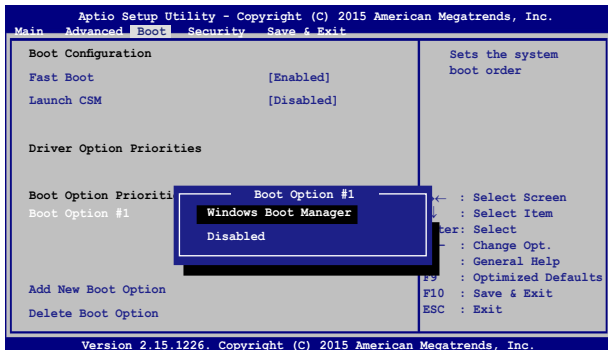 Aptio Setup Utility - Copyright (C) 2015 American Megatrends, Inc.
Main Advanced Boot Security Save & Exit
Boot Configuration
Fast Boot [Enabled]
Launch CSM [Disabled]
Driver Option Priorities
Boot Option Prioriti
Boot Option #1
Boot Option #1
Windows Boot Manager
Disabled
Add New Boot Option
Delete Boot Option
Sets the system
boot order
→← : Select Screen
: Select Item
ter: Select
: Change Opt.
: General Help
F9 : Optimized Defaults
F10 : Save & Exit
ESC : Exit
Version 2.15.1226. Copyright (C) 2015 American Megatrends, Inc.